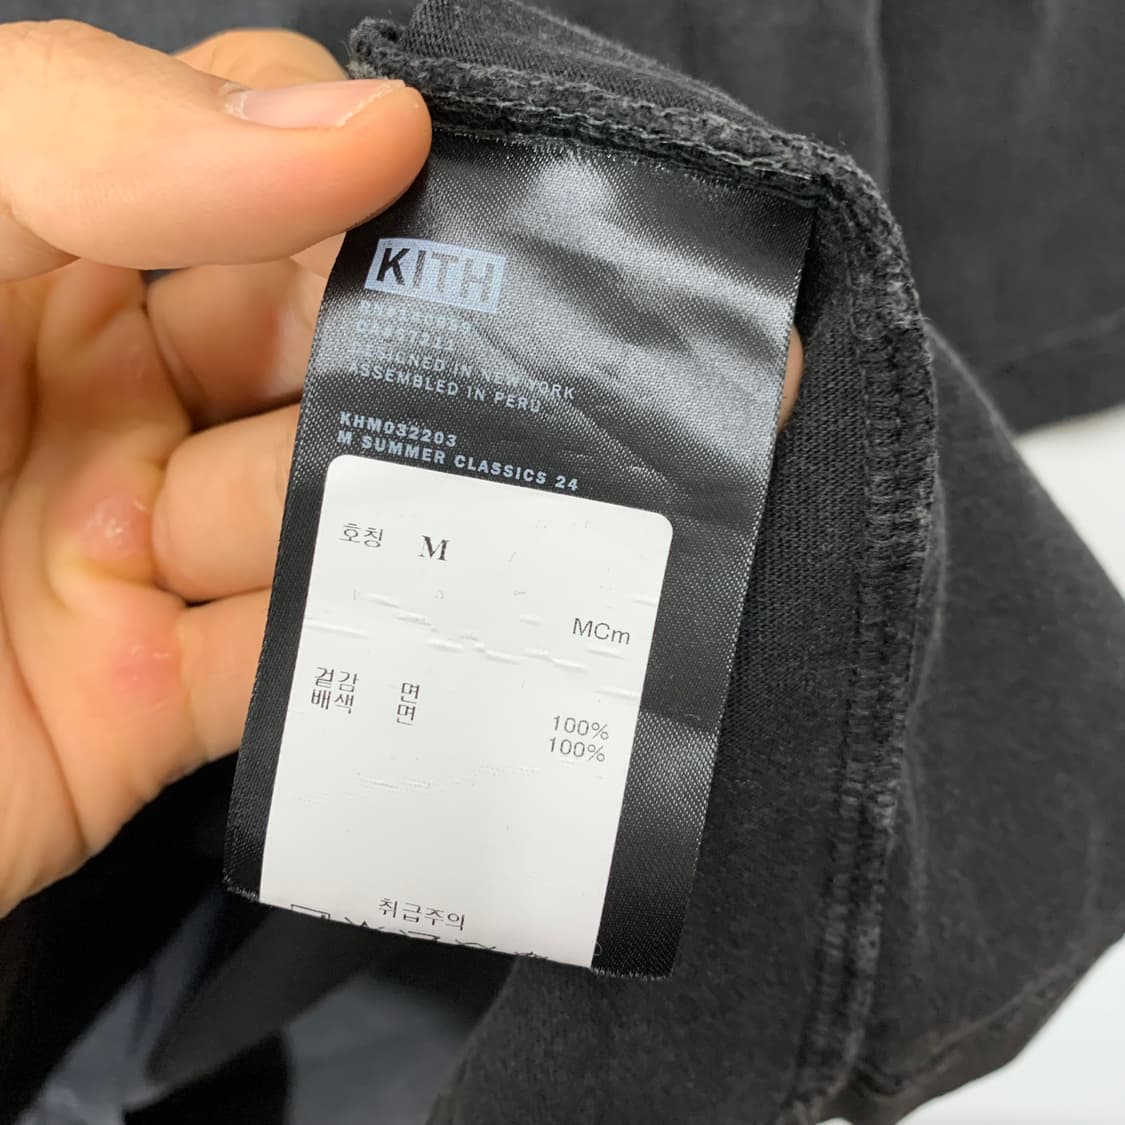 KITH
DESIGNED IN NEW YORK
ASSEMBLED IN PERU
KHM032203
M SUMMER CLASSICS 24
호칭 M
MCm
겉감 면 100%
배색 면 100%
취급주의